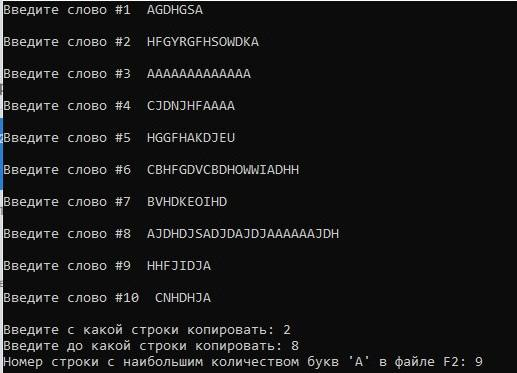 Введите слово #1  AGDHGSA
Введите слово #2  HFGYRGFHSOWDKA
Введите слово #3  AAAAAAAAAAAAA
Введите слово #4  CJDNJHFAAAA
Введите слово #5  HGGFHAKDJEU
Введите слово #6  CBHFGDVCBDHOWWIADHH
Введите слово #7  BVHDKEOIHD
Введите слово #8  AJDHDJSADJDAJDJAAAAAAJDH
Введите слово #9  HHFJIDJA
Введите слово #10  CNHDHJA
Введите с какой строки копировать: 2
Введите до какой строки копировать: 8
Номер строки с наибольшим количеством букв 'A' в файле F2: 9